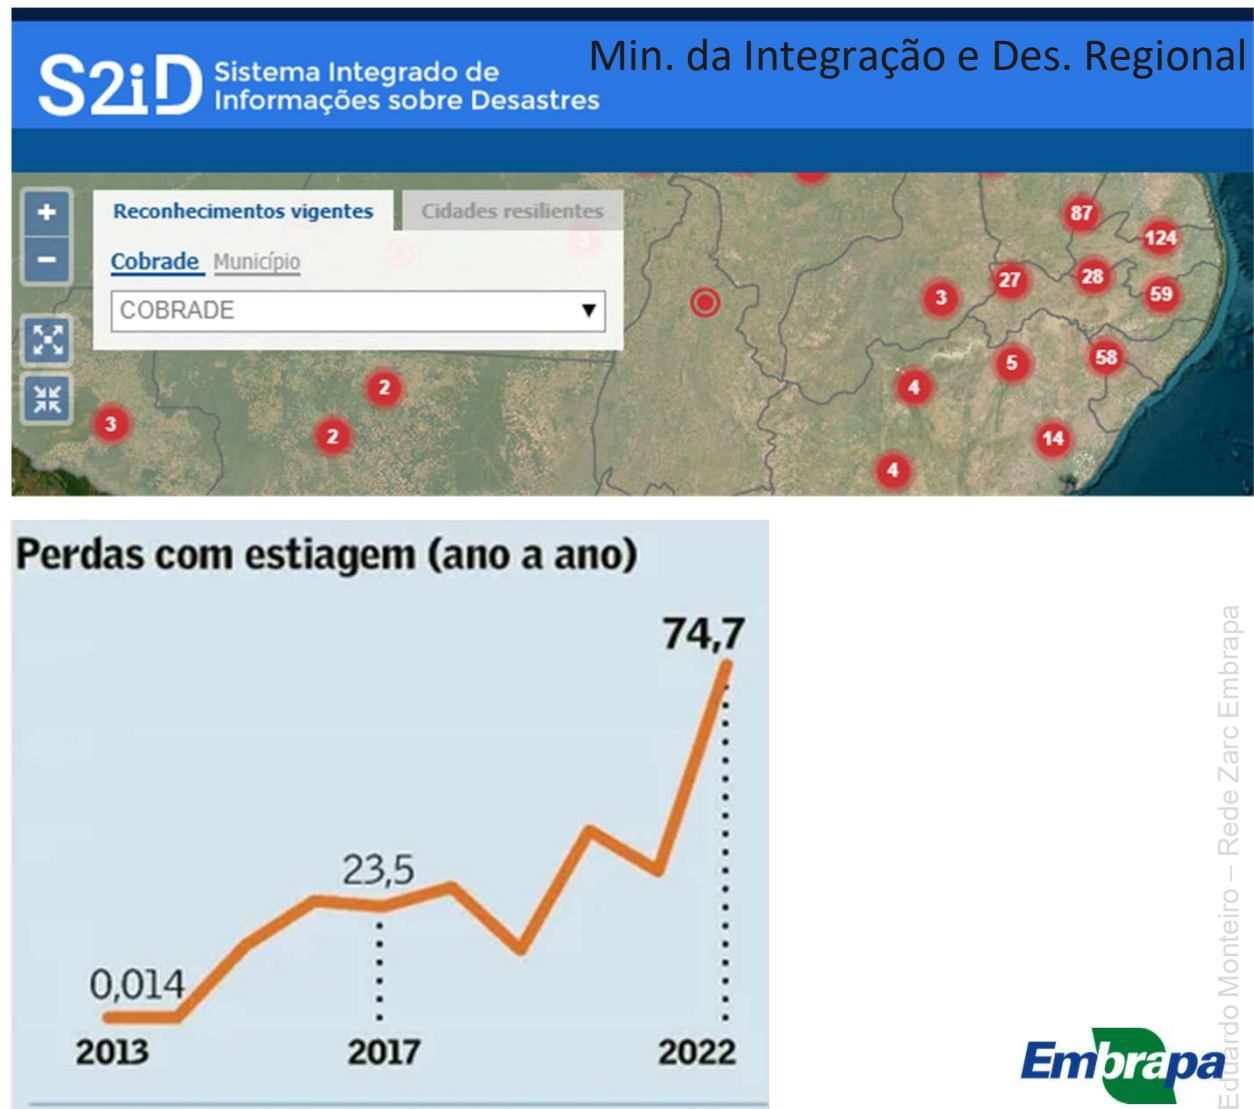 Min. da Integração e Des. Regional
S2iD
Sistema Integrado de
Informações sobre Desastres
+
Reconhecimentos vigentes
Cidades resilientes
−
Cobrade Município
COBRADE
3
87
124
27
28
3
59
2
5
58
4
3
2
14
4
Perdas com estiagem (ano a ano)
74,7
23,5
0,014
2013
2017
2022
Embrapa
Eduardo Monteiro – Rede Zarc Embrapa